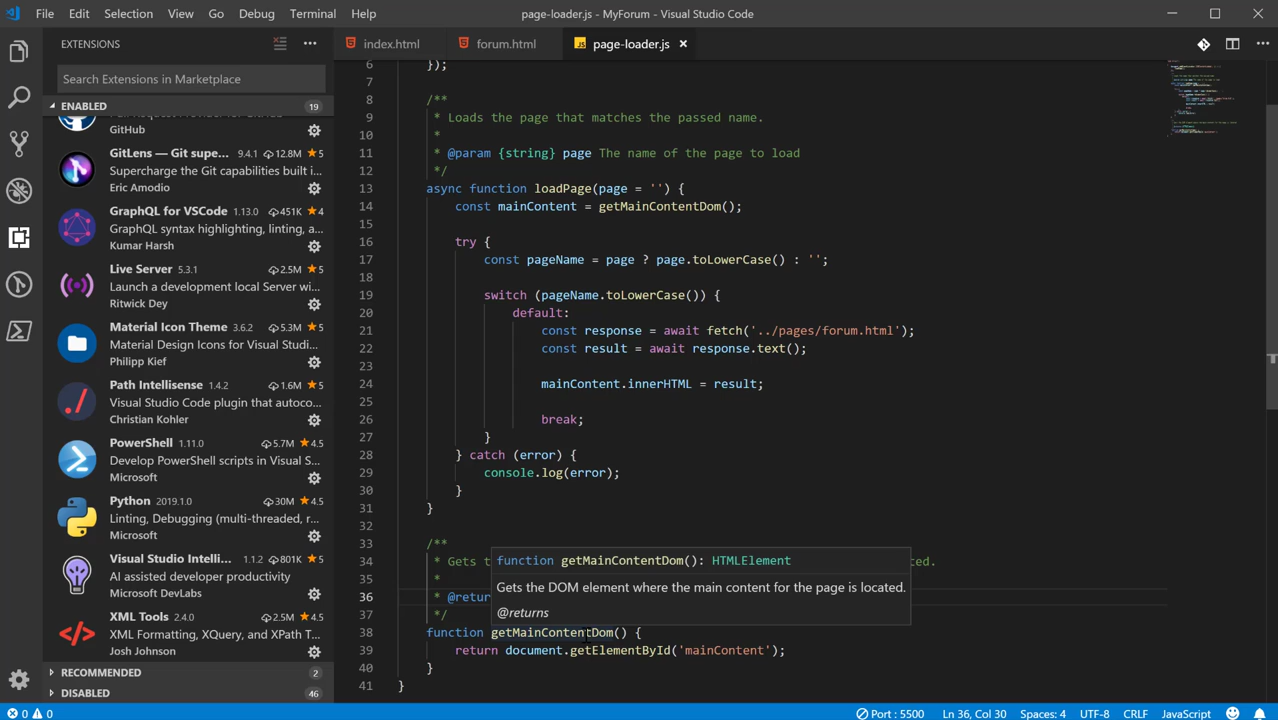 File Edit Selection View Go Debug Terminal Help
page-loader.js - MyForum - Visual Studio Code
EXTENSIONS
Search Extensions in Marketplace
ENABLED 19
GitHub
GitLens — Git supe... 9.4.1 12.8M ★5
Supercharge the Git capabilities built i...
Eric Amodio
GraphQL for VSCode 1.13.0 451K ★4
GraphQL syntax highlighting, linting, a...
Kumar Harsh
Live Server 5.3.1 2.5M ★5
Launch a development local Server wi...
Ritwick Dey
Material Icon Theme 3.6.2 5.3M ★5
Material Design Icons for Visual Studi...
Philipp Kief
Path Intellisense 1.4.2 1.6M ★5
Visual Studio Code plugin that autoco...
Christian Kohler
PowerShell 1.11.0 5.7M ★4.5
Develop PowerShell scripts in Visual S...
Microsoft
Python 2019.1.0 30M ★4.5
Linting, Debugging (multi-threaded, r...
Microsoft
Visual Studio Intelli... 1.1.2 801K ★5
AI assisted developer productivity
Microsoft DevLabs
XML Tools 2.4.0 2.5M ★4.5
XML Formatting, XQuery, and XPath T...
Josh Johnson
RECOMMENDED 2
DISABLED 46
index.html forum.html JS page-loader.js ×
6 });
7
8 /**
9 * Loads the page that matches the passed name.
10 *
11 * @param {string} page The name of the page to load
12 */
13 async function loadPage(page = '') {
14 const mainContent = getMainContentDom();
15
16 try {
17 const pageName = page ? page.toLowerCase() : '';
18
19 switch (pageName.toLowerCase()) {
20 default:
21 const response = await fetch('../pages/forum.html');
22 const result = await response.text();
23
24 mainContent.innerHTML = result;
25
26 break;
27 }
28 } catch (error) {
29 console.log(error);
30 }
31 }
32
33 /**
34 * Gets t ed.
35 *
36 * @retur
37 */
38 function getMainContentDom() {
39 return document.getElementById('mainContent');
40 }
41 }
function getMainContentDom(): HTMLElement
Gets the DOM element where the main content for the page is located.
@returns
0 0 Port : 5500 Ln 36, Col 30 Spaces: 4 UTF-8 CRLF JavaScript